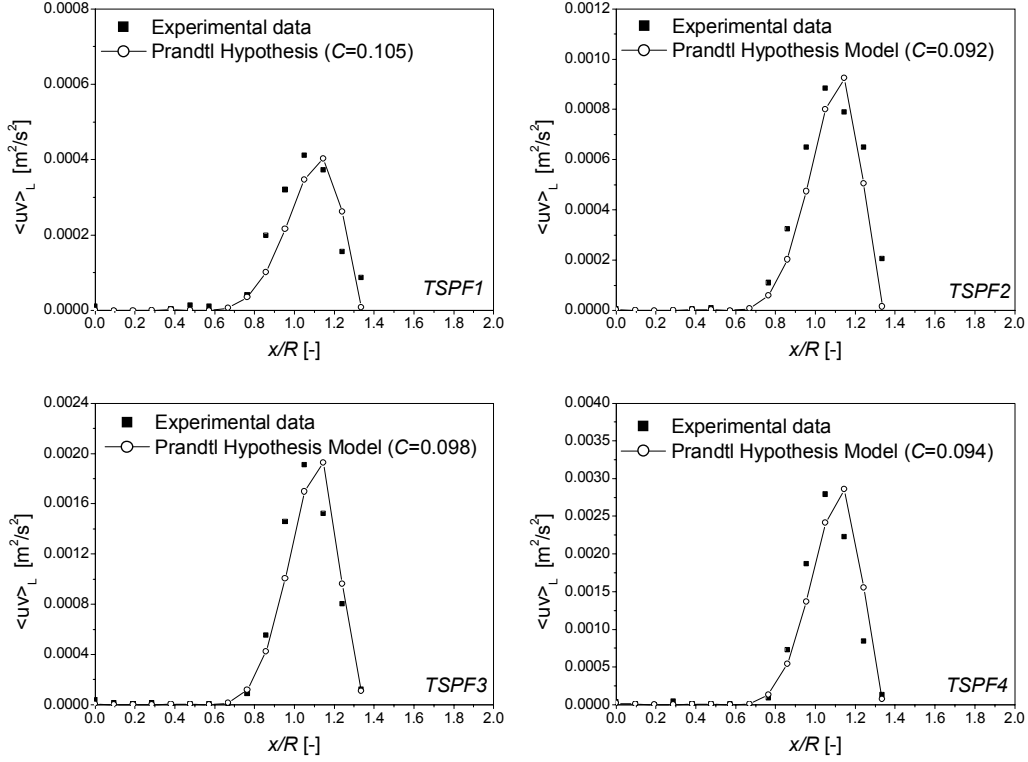 0.0008
0.0006
0.0004
0.0002
0.0000
<uv>L [m²/s²]
Experimental data
Prandtl Hypothesis (C=0.105)
TSPF1
0.0 0.2 0.4 0.6 0.8 1.0 1.2 1.4 1.6 1.8 2.0
x/R [-]
0.0012
0.0010
0.0008
0.0006
0.0004
0.0002
0.0000
<uv>L [m²/s²]
Experimental data
Prandtl Hypothesis Model (C=0.092)
TSPF2
0.0 0.2 0.4 0.6 0.8 1.0 1.2 1.4 1.6 1.8 2.0
x/R [-]
0.0024
0.0020
0.0016
0.0012
0.0008
0.0004
0.0000
<uv>L [m²/s²]
Experimental data
Prandtl Hypothesis Model (C=0.098)
TSPF3
0.0 0.2 0.4 0.6 0.8 1.0 1.2 1.4 1.6 1.8 2.0
x/R [-]
0.0040
0.0035
0.0030
0.0025
0.0020
0.0015
0.0010
0.0005
0.0000
<uv>L [m²/s²]
Experimental data
Prandtl Hypothesis Model (C=0.094)
TSPF4
0.0 0.2 0.4 0.6 0.8 1.0 1.2 1.4 1.6 1.8 2.0
x/R [-]